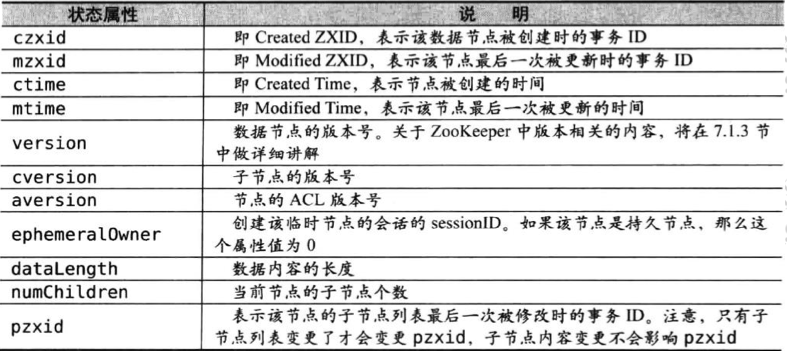 状态属性 说 明
czxid 即 Created ZXID，表示该数据节点被创建时的事务 ID
mzxid 即 Modified ZXID，表示该节点最后一次被更新时的事务 ID
ctime 即 Created Time，表示节点被创建的时间
mtime 即 Modified Time，表示该节点最后一次被更新的时间
version 数据节点的版本号。关于 ZooKeeper 中版本相关的内容，将在 7.1.3 节
中做详细讲解
cversion 子节点的版本号
aversion 节点的 ACL 版本号
ephemeralOwner 创建该临时节点的会话的 sessionID。如果该节点是持久节点，那么这
个属性值为 0
dataLength 数据内容的长度
numChildren 当前节点的子节点个数
pzxid 表示该节点的子节点列表最后一次被修改时的事务 ID。注意，只有子
节点列表变更了才会变更 pzxid，子节点内容变更不会影响 pzxid